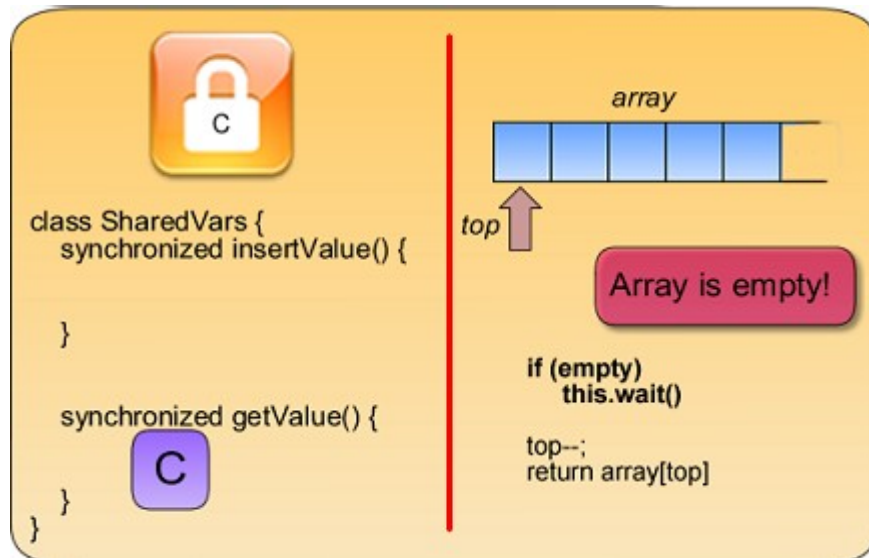 C
class SharedVars {
synchronized insertValue() {
}
synchronized getValue() {
C
}
}
array
top
Array is empty!
if (empty)
this.wait()
top--;
return array[top]